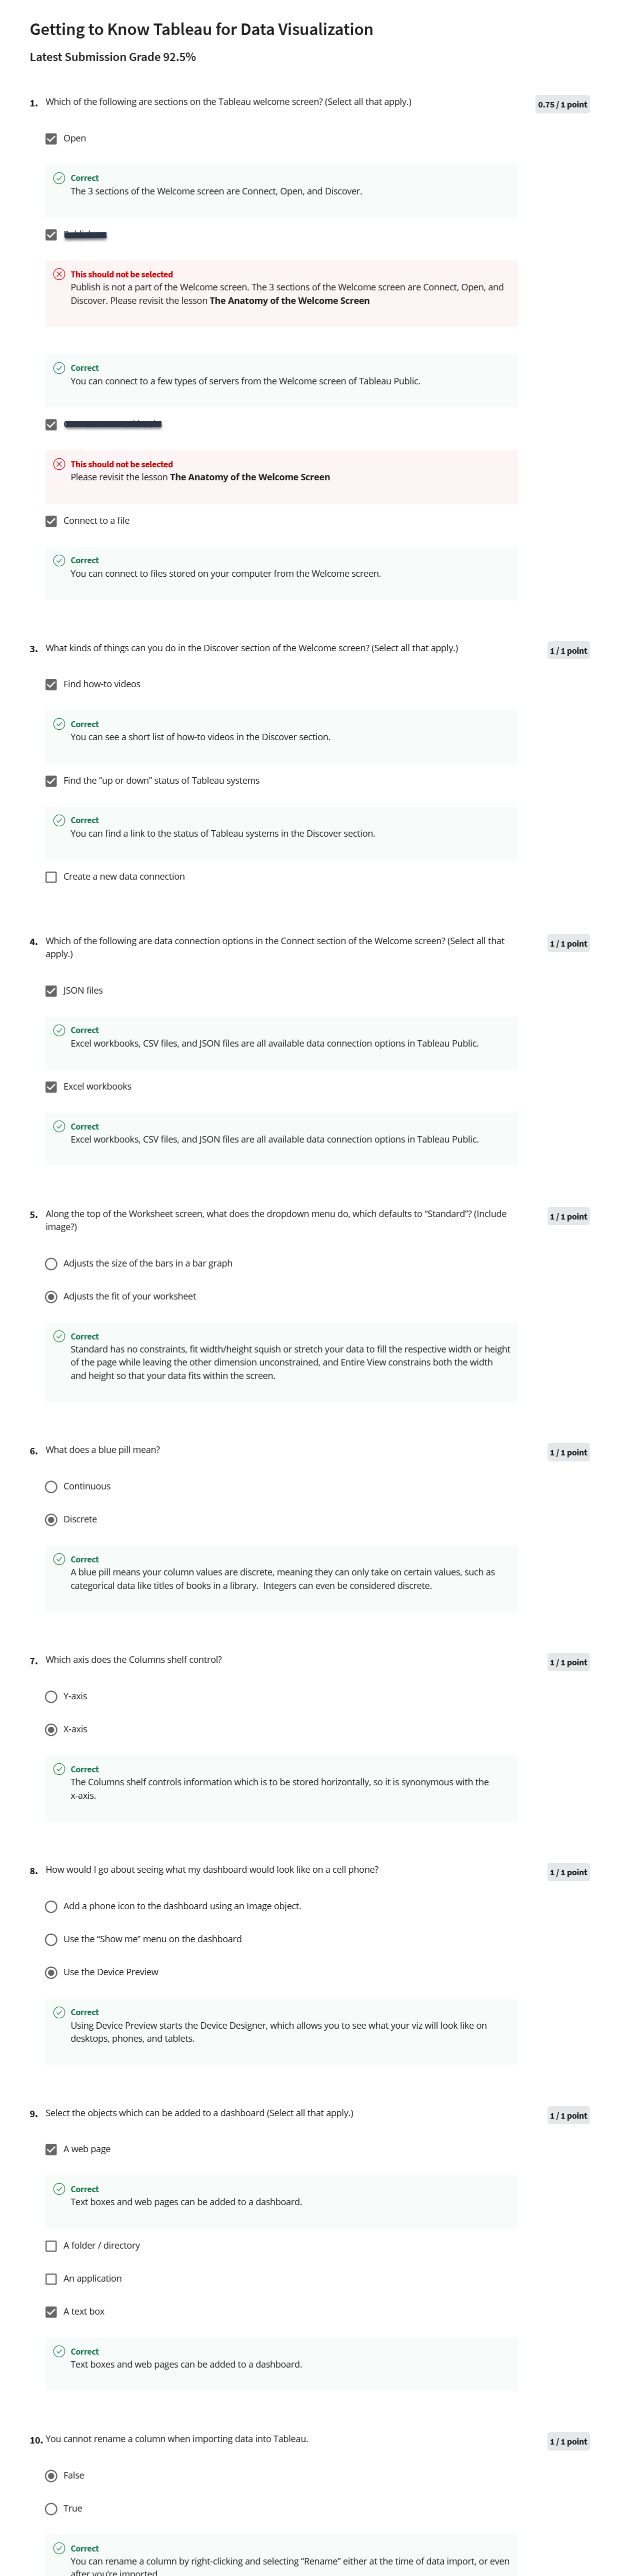 Getting to Know Tableau for Data Visualization
Latest Submission Grade 92.5%
1. Which of the following are sections on the Tableau welcome screen? (Select all that apply.)
0.75 / 1 point
Open
Correct
The 3 sections of the Welcome screen are Connect, Open, and Discover.
This should not be selected
Publish is not a part of the Welcome screen. The 3 sections of the Welcome screen are Connect, Open, and
Discover. Please revisit the lesson The Anatomy of the Welcome Screen
Correct
You can connect to a few types of servers from the Welcome screen of Tableau Public.
This should not be selected
Please revisit the lesson The Anatomy of the Welcome Screen
Connect to a file
Correct
You can connect to files stored on your computer from the Welcome screen.
3. What kinds of things can you do in the Discover section of the Welcome screen? (Select all that apply.)
1 / 1 point
Find how-to videos
Correct
You can see a short list of how-to videos in the Discover section.
Find the “up or down” status of Tableau systems
Correct
You can find a link to the status of Tableau systems in the Discover section.
Create a new data connection
4. Which of the following are data connection options in the Connect section of the Welcome screen? (Select all that
apply.)
1 / 1 point
JSON files
Correct
Excel workbooks, CSV files, and JSON files are all available data connection options in Tableau Public.
Excel workbooks
Correct
Excel workbooks, CSV files, and JSON files are all available data connection options in Tableau Public.
5. Along the top of the Worksheet screen, what does the dropdown menu do, which defaults to “Standard”? (Include
image?)
1 / 1 point
Adjusts the size of the bars in a bar graph
Adjusts the fit of your worksheet
Correct
Standard has no constraints, fit width/height squish or stretch your data to fill the respective width or height
of the page while leaving the other dimension unconstrained, and Entire View constrains both the width
and height so that your data fits within the screen.
6. What does a blue pill mean?
1 / 1 point
Continuous
Discrete
Correct
A blue pill means your column values are discrete, meaning they can only take on certain values, such as
categorical data like titles of books in a library. Integers can even be considered discrete.
7. Which axis does the Columns shelf control?
1 / 1 point
Y-axis
X-axis
Correct
The Columns shelf controls information which is to be stored horizontally, so it is synonymous with the
x-axis.
8. How would I go about seeing what my dashboard would look like on a cell phone?
1 / 1 point
Add a phone icon to the dashboard using an Image object.
Use the “Show me” menu on the dashboard
Use the Device Preview
Correct
Using Device Preview starts the Device Designer, which allows you to see what your viz will look like on
desktops, phones, and tablets.
9. Select the objects which can be added to a dashboard (Select all that apply.)
1 / 1 point
A web page
Correct
Text boxes and web pages can be added to a dashboard.
A folder / directory
An application
A text box
Correct
Text boxes and web pages can be added to a dashboard.
10. You cannot rename a column when importing data into Tableau.
1 / 1 point
False
True
Correct
You can rename a column by right-clicking and selecting “Rename” either at the time of data import, or even
after you’re imported